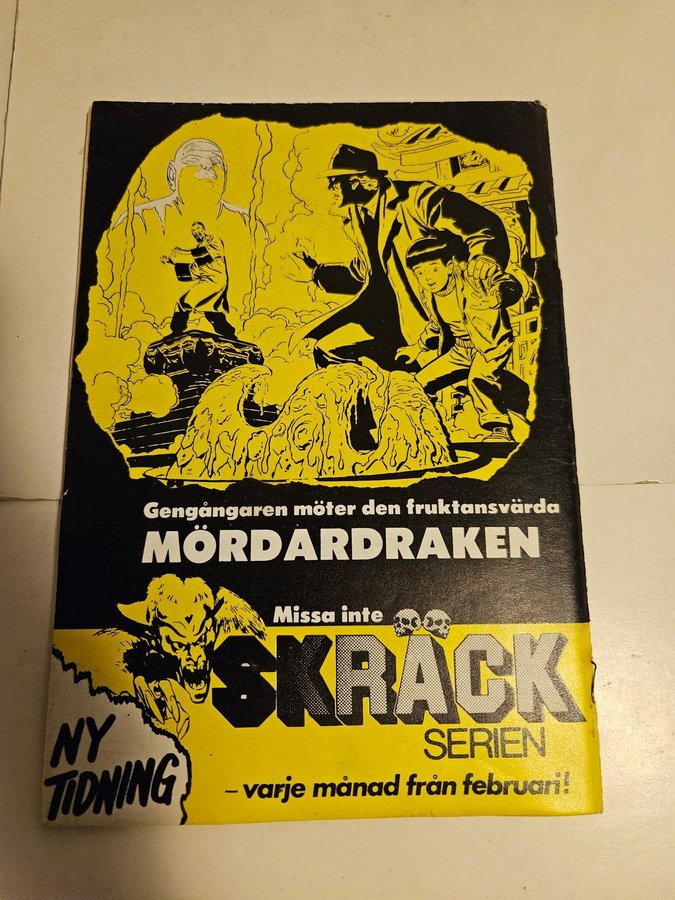 Gengångaren möter den fruktansvärda
MÖRDARDRAKEN
Missa inte
SKRÄCK
SERIEN
NY
TIDNING
– varje månad från februari!